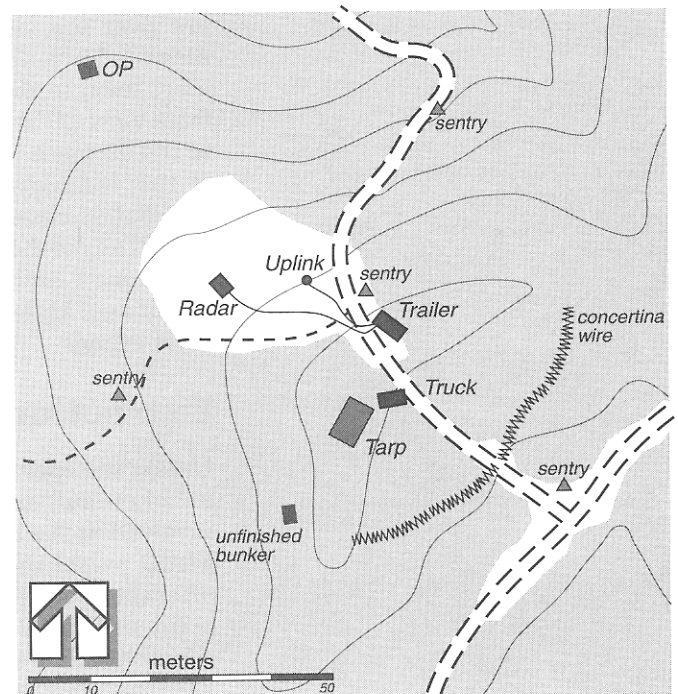 OP
sentry
Uplink
sentry
Radar
Trailer
concertina
wire
sentry
Truck
Tarp
sentry
unfinished
bunker
meters
0 10 50